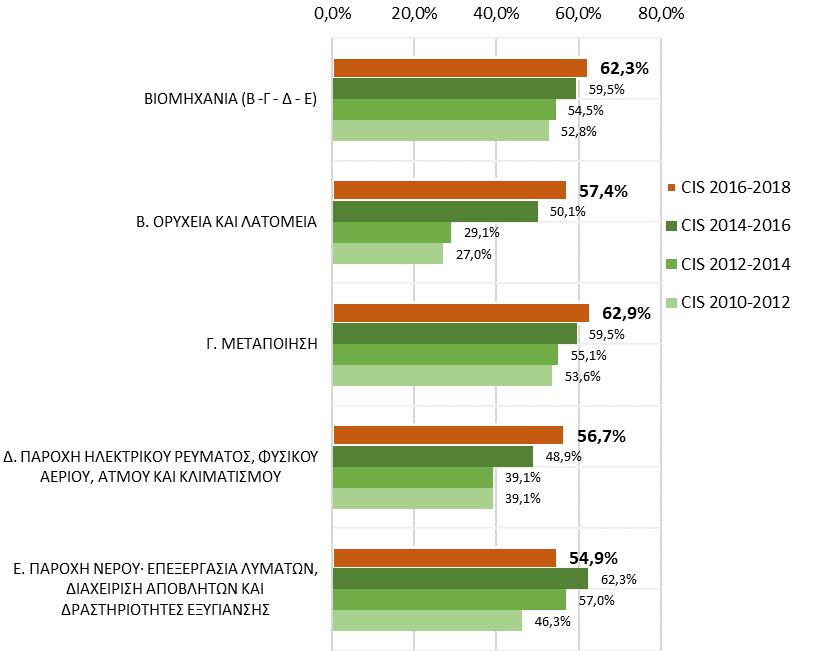 0,0% 20,0% 40,0% 60,0% 80,0%
ΒΙΟΜΗΧΑΝΙΑ (Β -Γ - Δ - Ε)
62,3%
59,5%
54,5%
52,8%
Β. ΟΡΥΧΕΙΑ ΚΑΙ ΛΑΤΟΜΕΙΑ
57,4%
50,1%
29,1%
27,0%
Γ. ΜΕΤΑΠΟΙΗΣΗ
62,9%
59,5%
55,1%
53,6%
Δ. ΠΑΡΟΧΗ ΗΛΕΚΤΡΙΚΟΥ ΡΕΥΜΑΤΟΣ, ΦΥΣΙΚΟΥ
ΑΕΡΙΟΥ, ΑΤΜΟΥ ΚΑΙ ΚΛΙΜΑΤΙΣΜΟΥ
56,7%
48,9%
39,1%
39,1%
Ε. ΠΑΡΟΧΗ ΝΕΡΟΥ· ΕΠΕΞΕΡΓΑΣΙΑ ΛΥΜΑΤΩΝ,
ΔΙΑΧΕΙΡΙΣΗ ΑΠΟΒΛΗΤΩΝ ΚΑΙ
ΔΡΑΣΤΗΡΙΟΤΗΤΕΣ ΕΞΥΓΙΑΝΣΗΣ
54,9%
62,3%
57,0%
46,3%
CIS 2016-2018
CIS 2014-2016
CIS 2012-2014
CIS 2010-2012